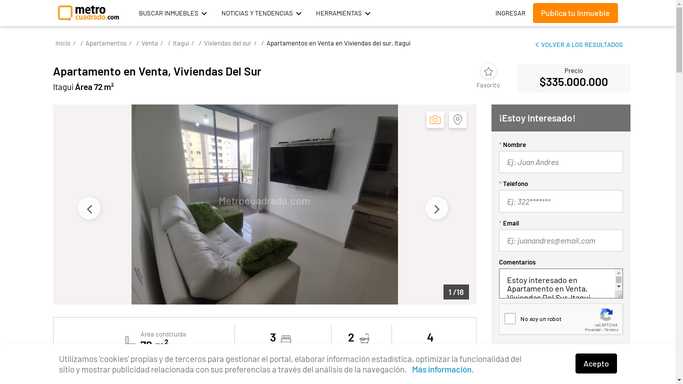 metro
cuadrado.com
BUSCAR INMUEBLES
NOTICIAS Y TENDENCIAS
HERRAMIENTAS
INGRESAR
Publica tu inmueble
Inicio / / Apartamentos / / Venta / / Itagui / / Viviendas del sur / / Apartamentos en Venta en Viviendas del sur, Itagui
VOLVER A LOS RESULTADOS
Apartamento en Venta, Viviendas Del Sur
Itagui Área 72 m²
Favorito
Precio
$335.000.000
Metrocuadrado.com
1 /16
¡Estoy Interesado!
* Nombre
Ej: Juan Andres
* Teléfono
Ej: 322*******
* Email
Ej: juanandres@email.com
Comentarios
Estoy interesado en
Apartamento en Venta,
Viviendas Del Sur, Itagui
No soy un robot
reCAPTCHA
Privacidad - Términos
Área construida
72 m²
3
2
4
Utilizamos 'cookies' propias y de terceros para gestionar el portal, elaborar información estadística, optimizar la funcionalidad del
sitio y mostrar publicidad relacionada con sus preferencias a través del análisis de la navegación. Más información.
Acepto